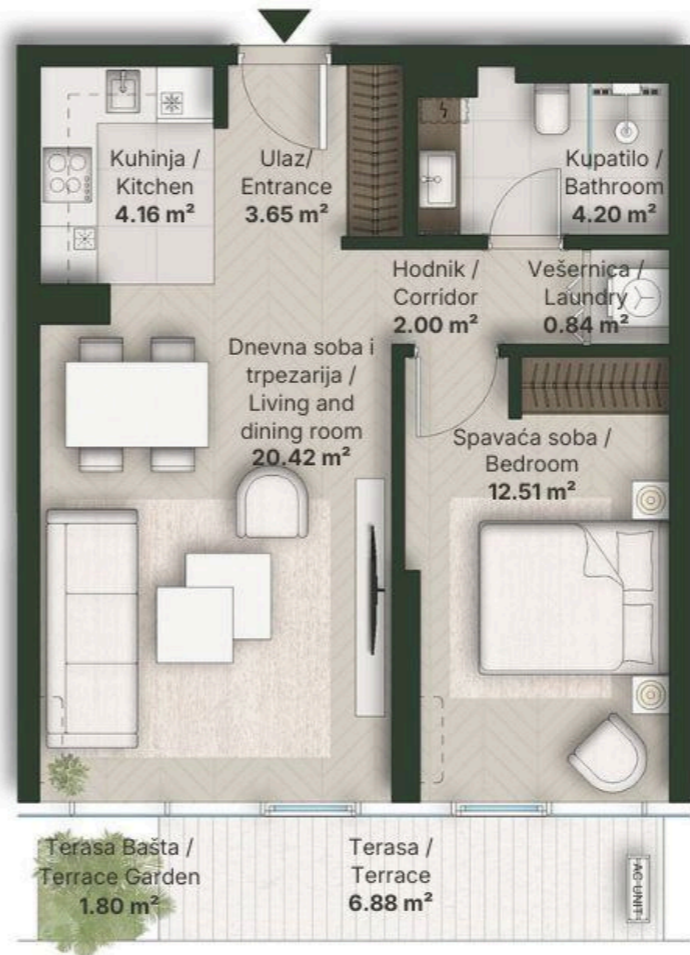 Kuhinja /
Kitchen
4.16 m²
Ulaz/
Entrance
3.65 m²
Kupatilo /
Bathroom
4.20 m²
Hodnik /
Corridor
2.00 m²
Vešernica /
Laundry
0.84 m²
Dnevna soba i
trpezarija /
Living and
dining room
20.42 m²
Spavaća soba /
Bedroom
12.51 m²
Terasa Bašta /
Terrace Garden
1.80 m²
Terasa /
Terrace
6.88 m²
AC UNIT